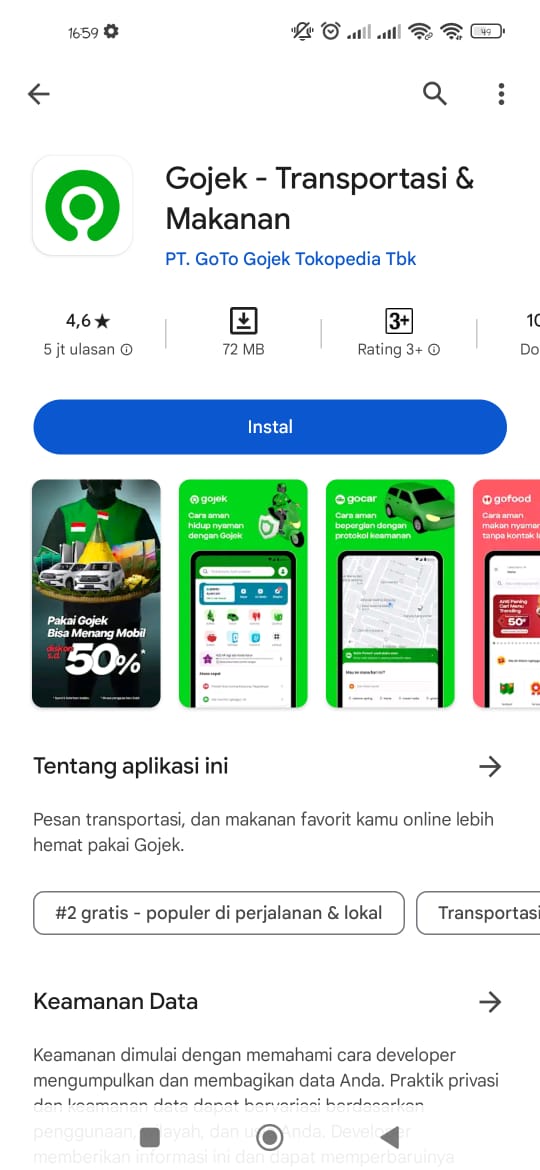 16:59
49
Gojek - Transportasi &
Makanan
PT. GoTo Gojek Tokopedia Tbk
4,6★
5 jt ulasan
72 MB
3+
Rating 3+
10
Do
Instal
Pakai Gojek
Bisa Menang Mobil
diskon
s.d.
50%*
gojek
Cara aman
hidup nyaman
dengan Gojek
gocar
Cara aman
bepergian dengan
protokol keamanan
gofood
Cara aman
makan nyaman
tanpa kontak
Tentang aplikasi ini
Pesan transportasi, dan makanan favorit kamu online lebih
hemat pakai Gojek.
#2 gratis - populer di perjalanan & lokal
Transportasi
Keamanan Data
Keamanan dimulai dengan memahami cara developer
mengumpulkan dan membagikan data Anda. Praktik privasi
dan keamanan data dapat bervariasi berdasarkan
penggunaan, wilayah, dan usia Anda. Developer
memberikan informasi ini dan dapat memperbaruinya